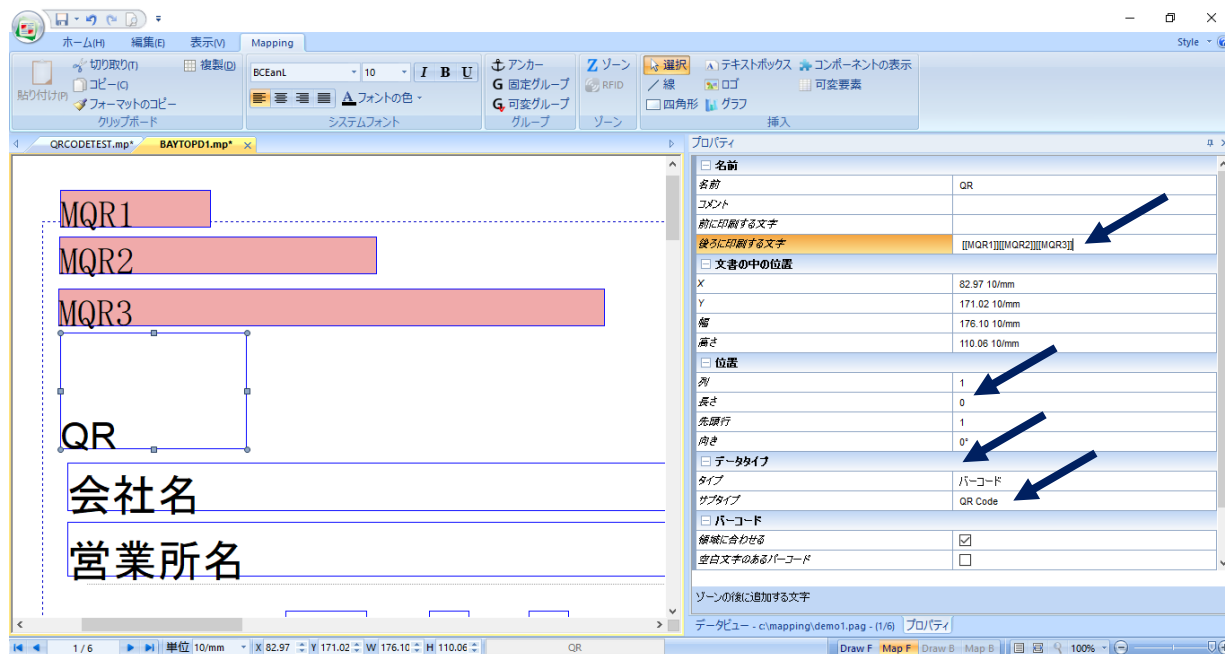 ホーム(H) 編集(E) 表示(V) Mapping Style
切り取り(T) 複製(D)
貼り付け(P) コピー(C)
フォーマットのコピー
クリップボード
BCEanL 10 I B U
A フォントの色
システムフォント
アンカー
G 固定グループ
G 可変グループ
グループ
Z ゾーン
RFID
ゾーン
選択 テキストボックス コンポーネントの表示
線 ロゴ 可変要素
四角形 グラフ
挿入
QRCODETEST.mp* BAYTOPD1.mp*
MQR1
MQR2
MQR3
QR
会社名
営業所名
プロパティ
名前
名前 QR
コメント
前に印刷する文字
後ろに印刷する文字 [[MQR1]][[MQR2]][[MQR3]]
文書の中の位置
X 82.97 10/mm
Y 171.02 10/mm
幅 176.10 10/mm
高さ 110.06 10/mm
位置
列 1
長さ 0
先頭行 1
向き 0°
データタイプ
タイプ バーコード
サブタイプ QR Code
バーコード
領域に合わせる
空白文字のあるバーコード
ゾーンの後に追加する文字
データビュー - c:\mapping\demo1.pag - (1/6) プロパティ
1 / 6 単位 10/mm X 82.97 Y 171.02 W 176.10 H 110.06 QR Draw F Map F Draw B Map B 100%